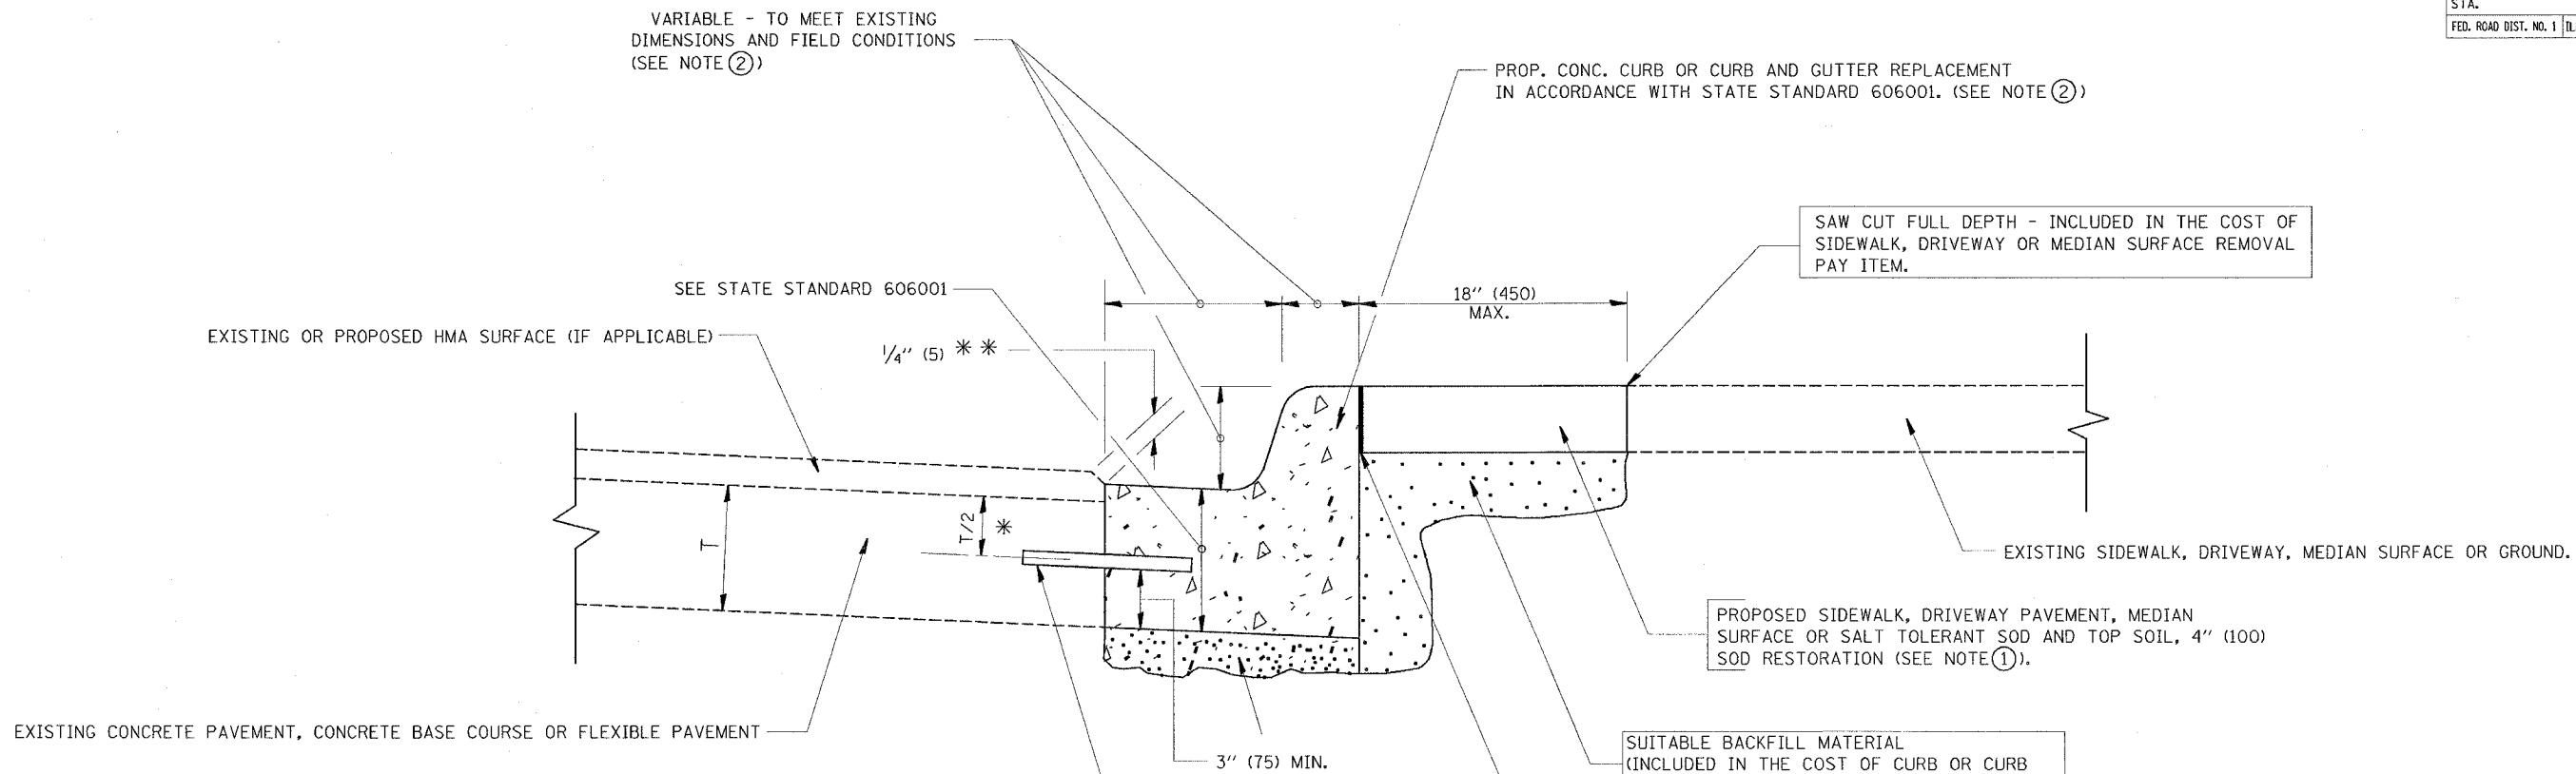 STA.
FED. ROAD DIST. NO. 1
VARIABLE - TO MEET EXISTING
DIMENSIONS AND FIELD CONDITIONS
(SEE NOTE ②)
PROP. CONC. CURB OR CURB AND GUTTER REPLACEMENT
IN ACCORDANCE WITH STATE STANDARD 606001. (SEE NOTE ②)
SAW CUT FULL DEPTH - INCLUDED IN THE COST OF
SIDEWALK, DRIVEWAY OR MEDIAN SURFACE REMOVAL
PAY ITEM.
SEE STATE STANDARD 606001
18" (450)
MAX.
EXISTING OR PROPOSED HMA SURFACE (IF APPLICABLE)
1/4" (5) * *
T
T/2 *
EXISTING SIDEWALK, DRIVEWAY, MEDIAN SURFACE OR GROUND.
PROPOSED SIDEWALK, DRIVEWAY PAVEMENT, MEDIAN
SURFACE OR SALT TOLERANT SOD AND TOP SOIL, 4" (100)
SOD RESTORATION (SEE NOTE ①).
EXISTING CONCRETE PAVEMENT, CONCRETE BASE COURSE OR FLEXIBLE PAVEMENT
3" (75) MIN.
SUITABLE BACKFILL MATERIAL
(INCLUDED IN THE COST OF CURB OR CURB